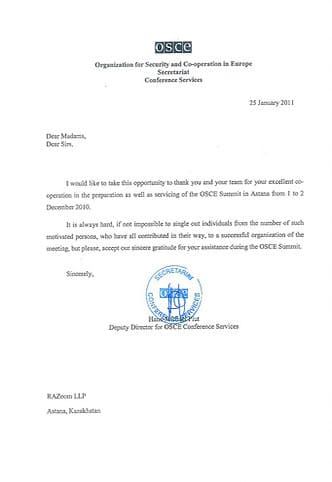 osce
Organization for Security and Co-operation in Europe
Secretariat
Conference Services
25 January 2011
Dear Madams,
Dear Sirs,
I would like to take this opportunity to thank you and your team for your excellent co-
operation in the preparation as well as servicing of the OSCE Summit in Astana from 1 to 2
December 2010.
It is always hard, if not impossible to single out individuals from the number of such
motivated persons, who have all contributed in their way, to a successful organization of the
meeting, but please, accept our sincere gratitude for your assistance during the OSCE Summit.
Sincerely,
SECRETARIAT
CONFERENCE SERVICES
Deputy Director for OSCE Conference Services
RAZcom LLP
Astana, Kazakhstan